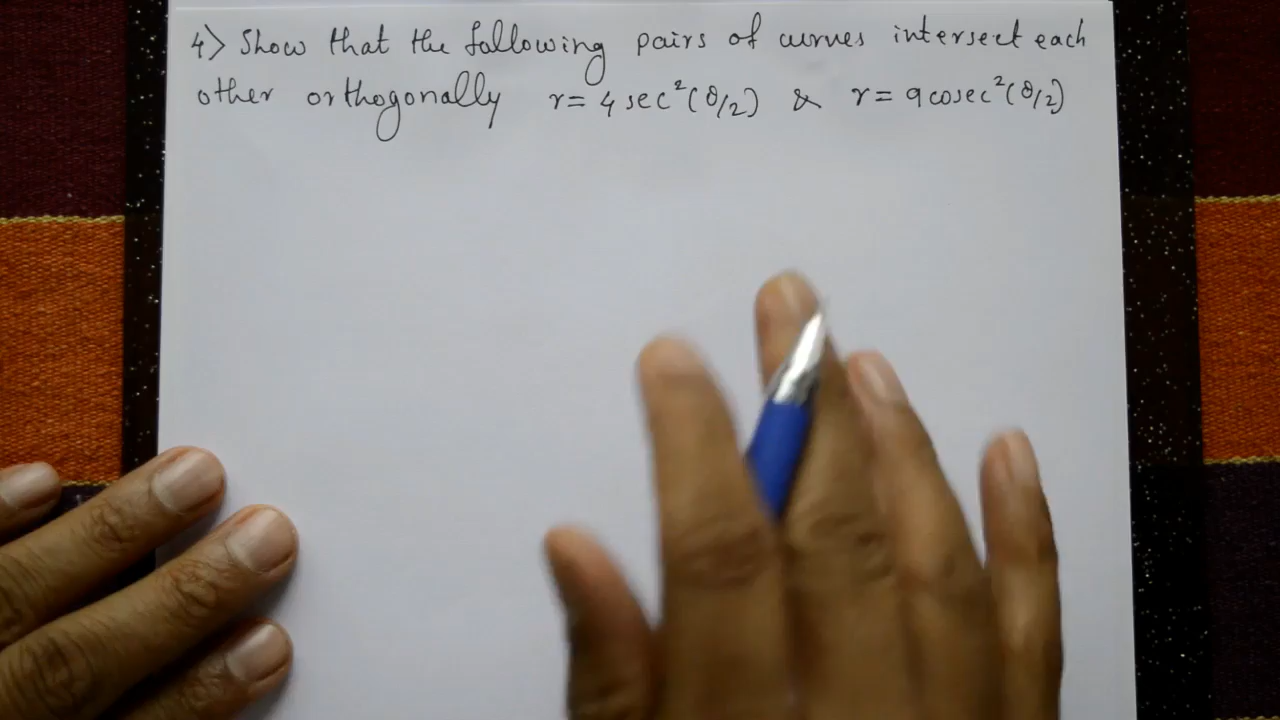 4) Show that the following pairs of curves intersect each
other orthogonally r = 4 sec²(θ/2) & r = 9 cosec²(θ/2)